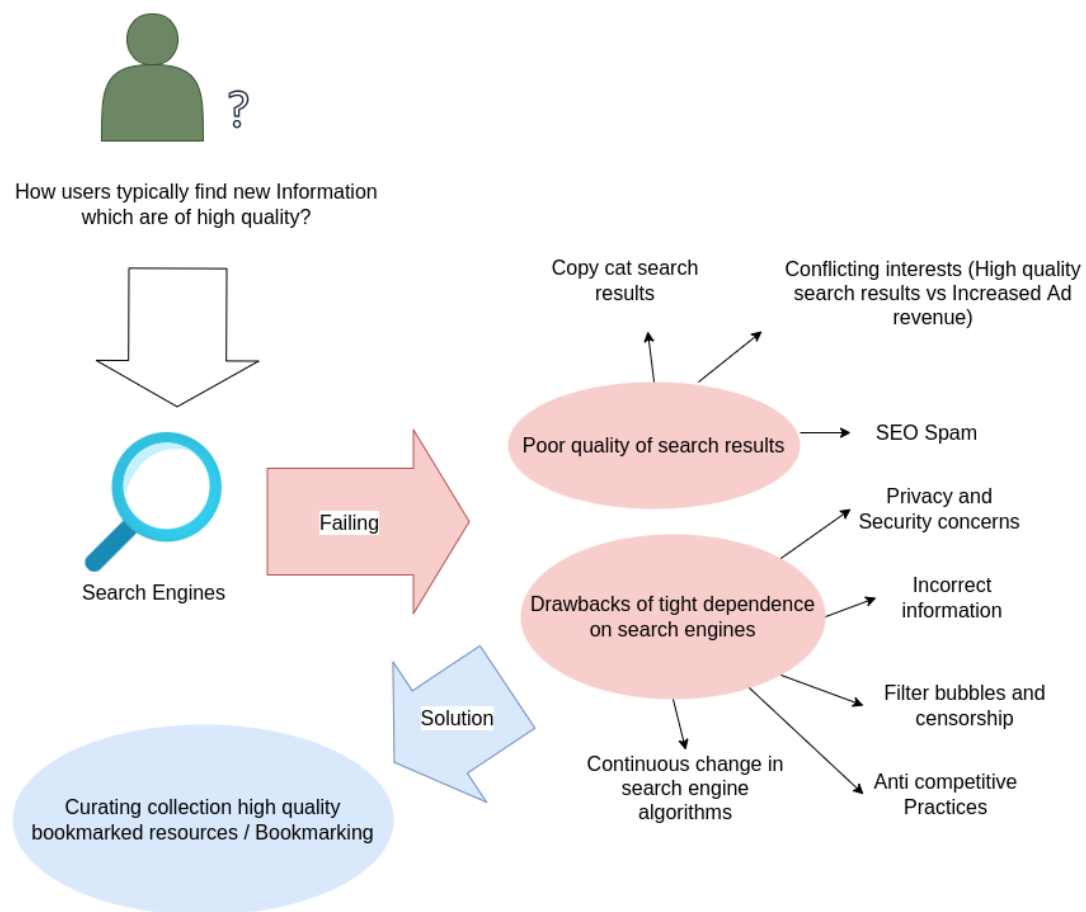 ?
How users typically find new Information
which are of high quality?
Search Engines
Failing
Poor quality of search results
Copy cat search
results
Conflicting interests (High quality
search results vs Increased Ad
revenue)
SEO Spam
Drawbacks of tight dependence
on search engines
Privacy and
Security concerns
Incorrect
information
Filter bubbles and
censorship
Anti competitive
Practices
Continuous change in
search engine
algorithms
Solution
Curating collection high quality
bookmarked resources / Bookmarking